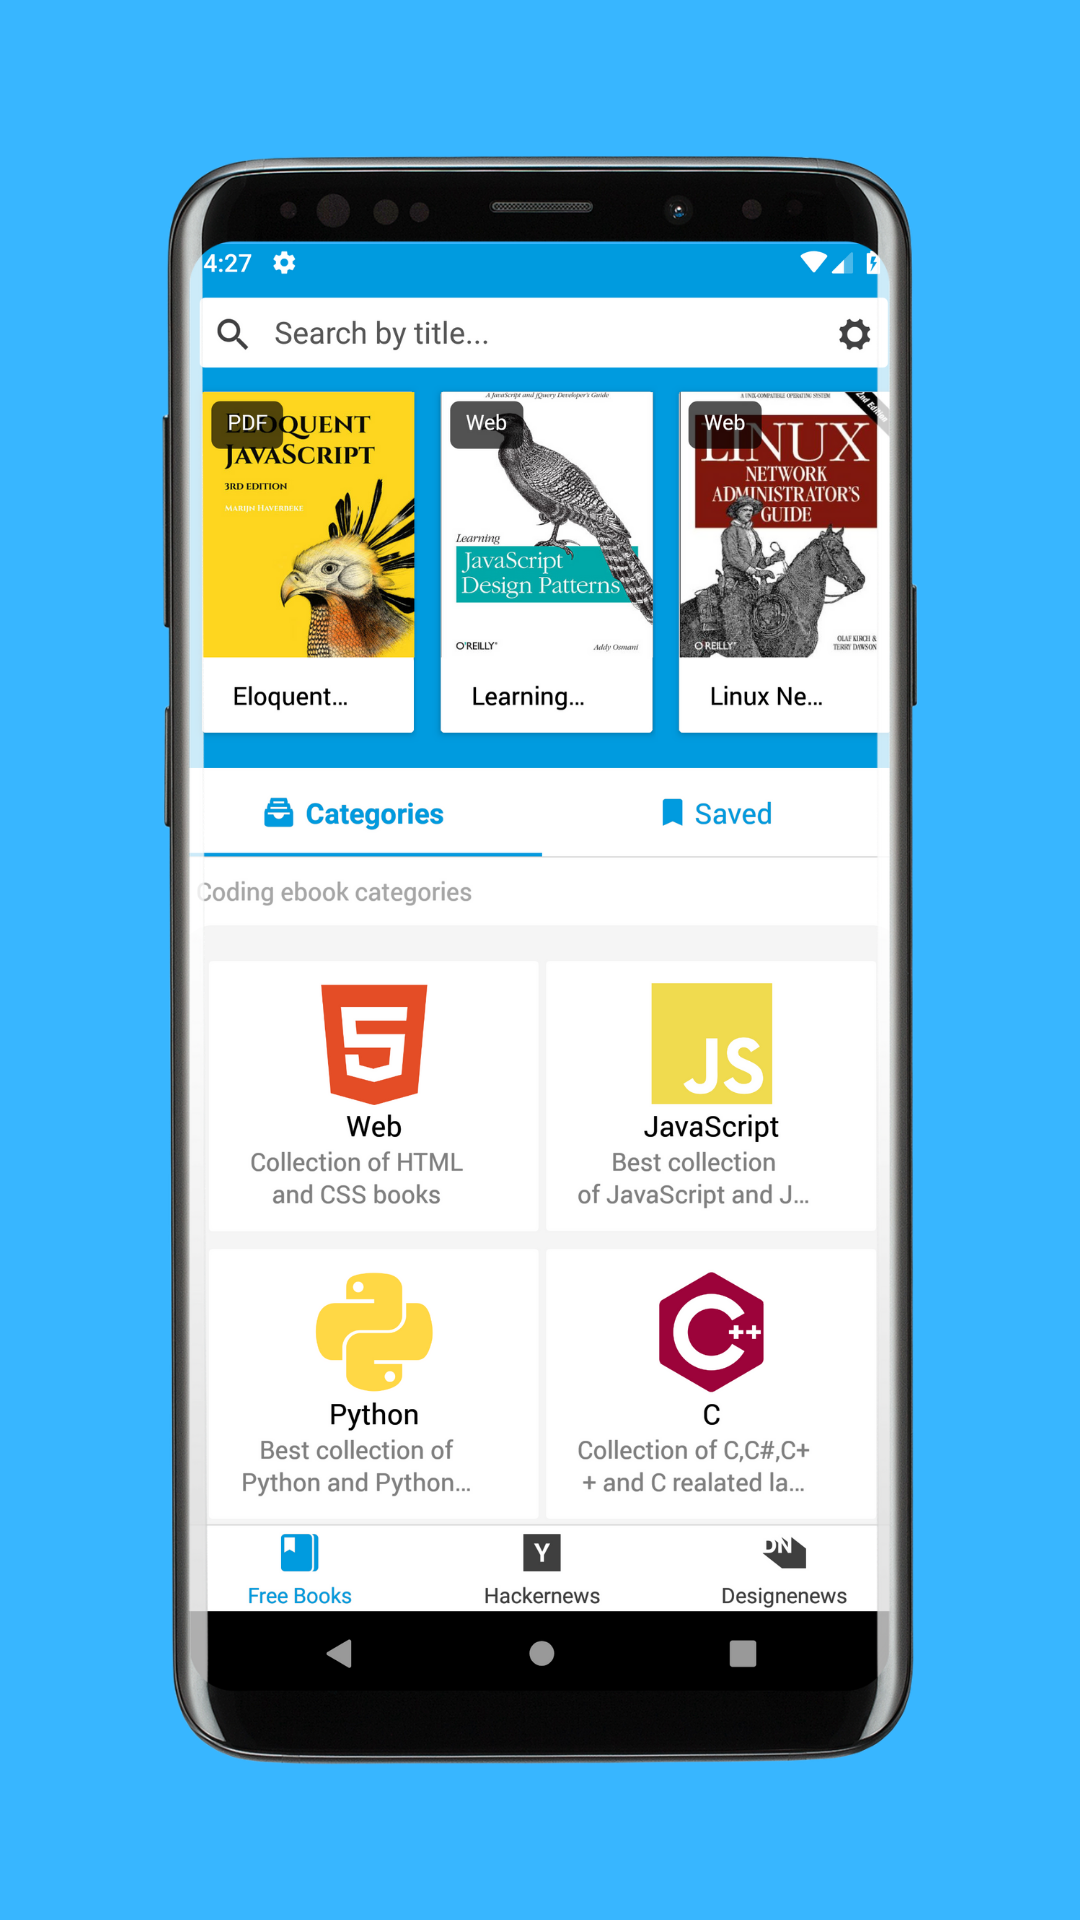 4:27
Search by title...
PDF
ELOQUENT
JAVASCRIPT
3RD EDITION
MARIJN HAVERBEKE
Eloquent...
Web
A JavaScript and jQuery Developer's Guide
Learning
JavaScript
Design Patterns
O'REILLY
Addy Osmani
Learning...
Web
A UNIX-COMPATIBLE OPERATING SYSTEM
2nd Edition
LINUX
NETWORK
ADMINISTRATOR'S
GUIDE
O'REILLY
OLAF KIRCH &
TERRY DAWSON
Linux Ne...
Categories
Saved
Coding ebook categories
5
Web
Collection of HTML
and CSS books
JS
JavaScript
Best collection
of JavaScript and J...
Python
Best collection of
Python and Python...
C++
C
Collection of C,C#,C+
+ and C realated la...
Free Books
Y
Hackernews
DN
Designenews